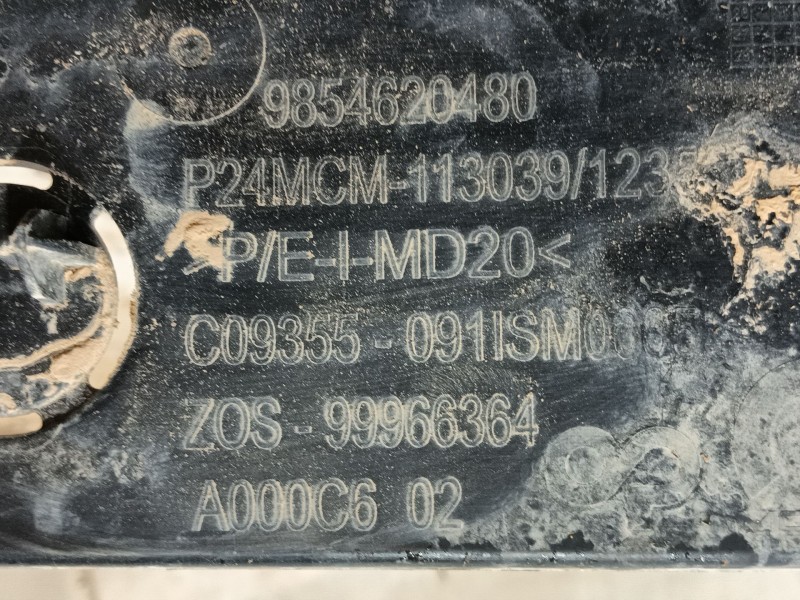 9854620480
P24MCM-113039/123
P/E-I-MD20<
C09355 - 091ISM0
ZOS - 99966364
A000C6 02